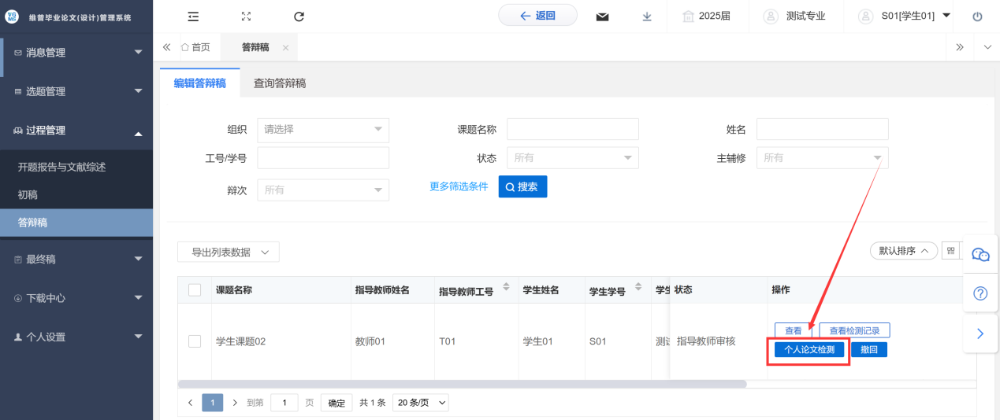 VG
MS
维普毕业论文(设计)管理系统
返回
2025届
测试专业
S01[学生01]
消息管理
选题管理
过程管理
开题报告与文献综述
初稿
答辩稿
最终稿
下载中心
个人设置
首页
答辩稿
编辑答辩稿
查询答辩稿
组织
请选择
课题名称
姓名
工号/学号
状态
所有
主辅修
所有
辩次
所有
更多筛选条件
搜索
导出列表数据
默认排序
课题名称
指导教师姓名
指导教师工号
学生姓名
学生学号
学生
状态
操作
学生课题02
教师01
T01
学生01
S01
测试
指导教师审核
查看
查看检测记录
个人论文检测
撤回
1
到第
1
页
确定
共 1 条
20 条/页